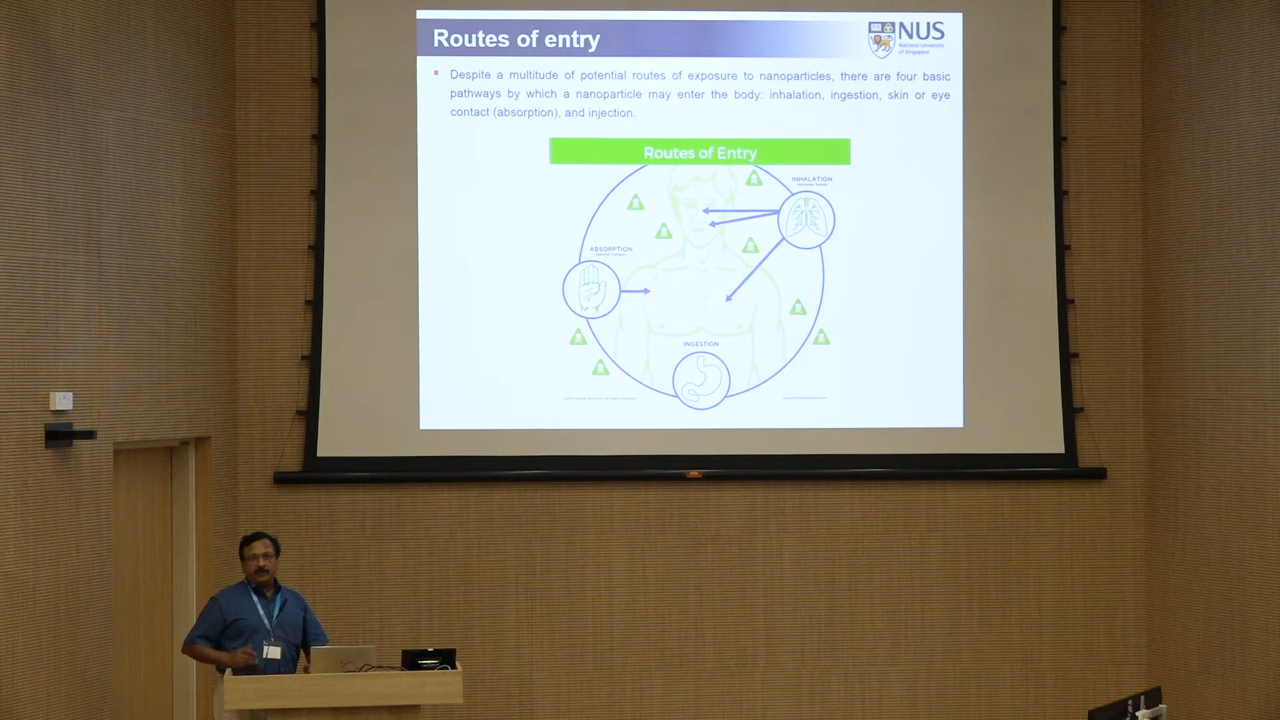 Routes of entry
NUS
National University
of Singapore
Despite a multitude of potential routes of exposure to nanoparticles, there are four basic
pathways by which a nanoparticle may enter the body: inhalation, ingestion, skin or eye
contact (absorption), and injection.
Routes of Entry
INHALATION
ABSORPTION
INGESTION